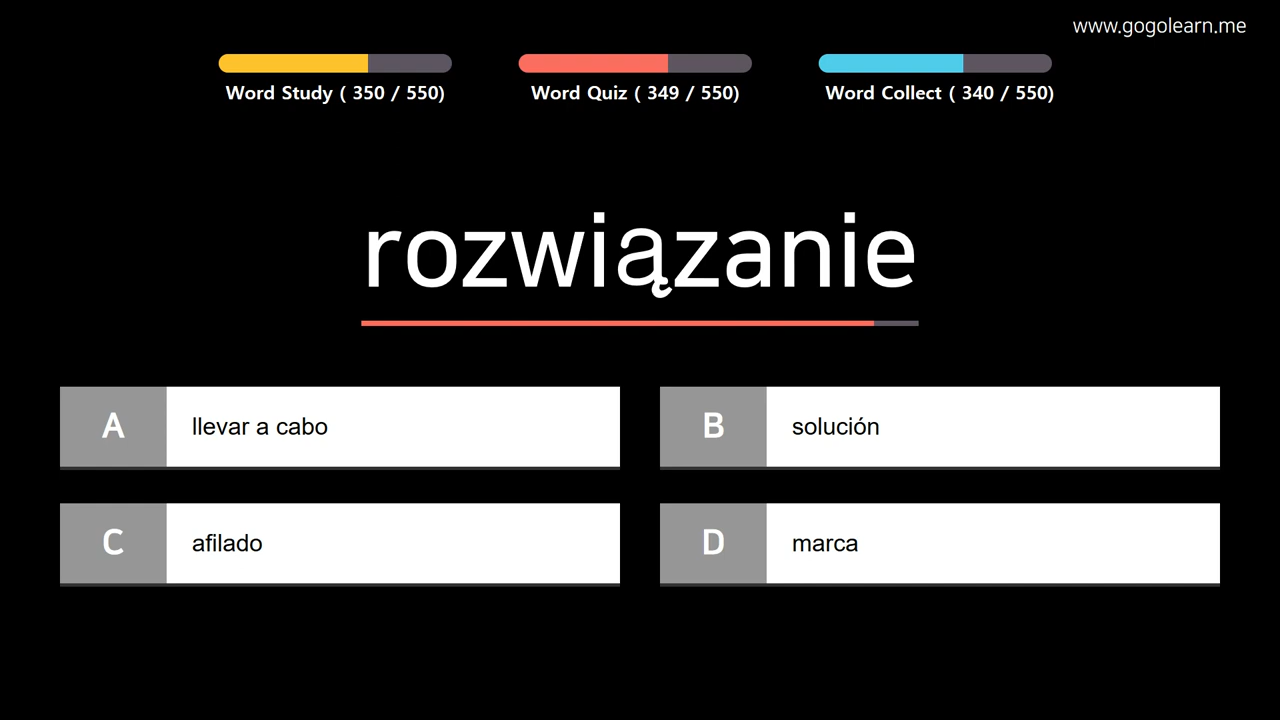 www.gogolearn.me
Word Study ( 350 / 550)
Word Quiz ( 349 / 550)
Word Collect ( 340 / 550)
rozwiązanie
A llevar a cabo
B solución
C afilado
D marca